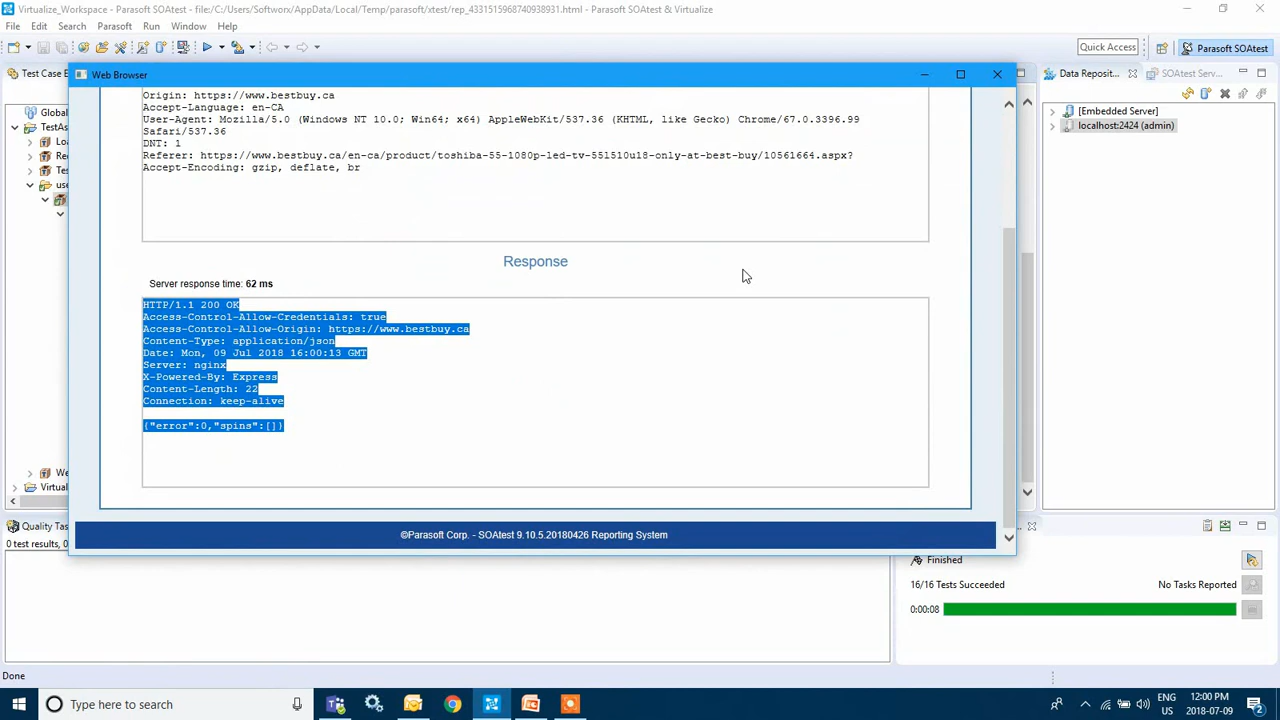 Virtualize_Workspace - file:/C:/Users/Softworx/AppData/Local/Temp/parasoft/xtest/rep_4331515968740938931.html - Parasoft SOAtest & Virtualize
File Edit Search Parasoft Run Window Help
Quick Access
Parasoft SOAtest
Test Case E
Web Browser
Data Reposit...
SOAtest Serv...
Global
TestAs
Lo
Re
Tes
use
We
Virtual
Origin: https://www.bestbuy.ca
Accept-Language: en-CA
User-Agent: Mozilla/5.0 (Windows NT 10.0; Win64; x64) AppleWebKit/537.36 (KHTML, like Gecko) Chrome/67.0.3396.99
Safari/537.36
DNT: 1
Referer: https://www.bestbuy.ca/en-ca/product/toshiba-55-1080p-led-tv-551510u18-only-at-best-buy/10561664.aspx?
Accept-Encoding: gzip, deflate, br
Response
Server response time: 62 ms
HTTP/1.1 200 OK
Access-Control-Allow-Credentials: true
Access-Control-Allow-Origin: https://www.bestbuy.ca
Content-Type: application/json
Date: Mon, 09 Jul 2018 16:00:13 GMT
Server: nginx
X-Powered-By: Express
Content-Length: 22
Connection: keep-alive
{"error":0,"spins":[]}
©Parasoft Corp. - SOAtest 9.10.5.20180426 Reporting System
[Embedded Server]
localhost:2424 (admin)
Quality Tas
0 test results, 0
Finished
16/16 Tests Succeeded
No Tasks Reported
0:00:08
Done
Type here to search
ENG
US
12:00 PM
2018-07-09
2